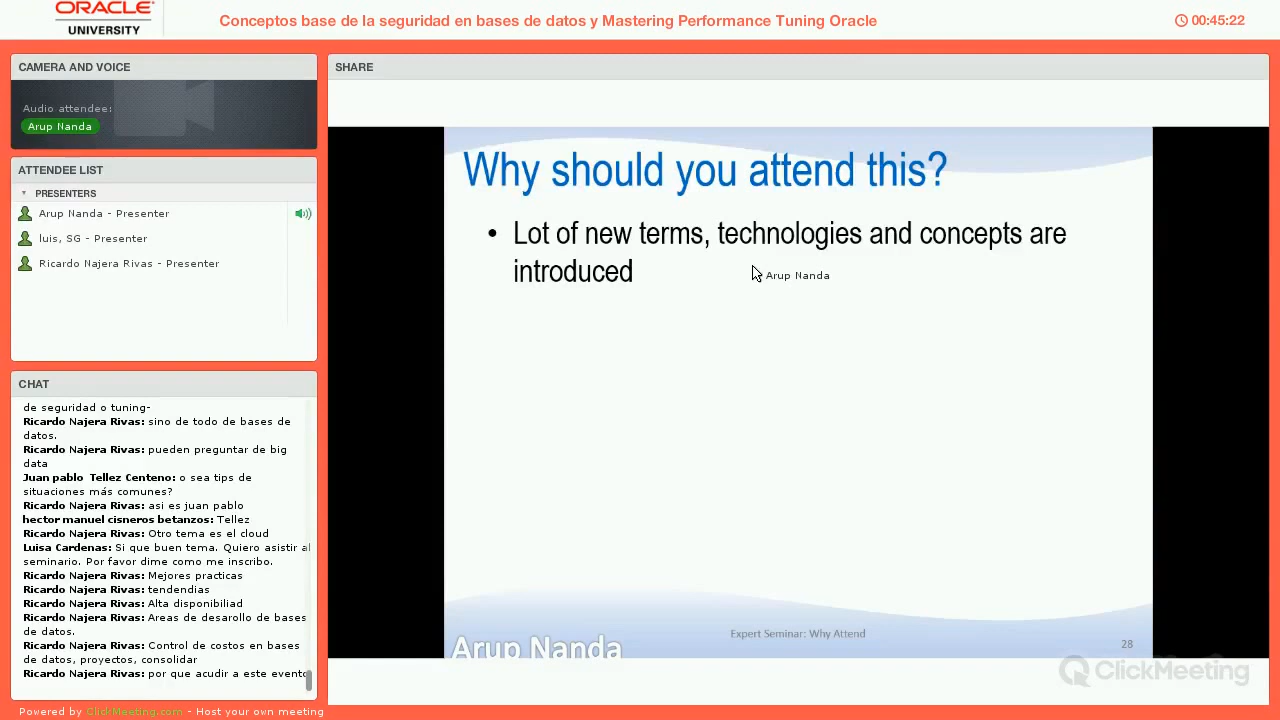 ORACLE
UNIVERSITY
Conceptos base de la seguridad en bases de datos y Mastering Performance Tuning Oracle
00:45:22
CAMERA AND VOICE
Audio attendee:
Arup Nanda
ATTENDEE LIST
PRESENTERS
Arup Nanda - Presenter
luis, SG - Presenter
Ricardo Najera Rivas - Presenter
CHAT
de seguridad o tuning-
Ricardo Najera Rivas: sino de todo de bases de
datos.
Ricardo Najera Rivas: pueden preguntar de big
data
Juan pablo Tellez Centeno: o sea tips de
situaciones más comunes?
Ricardo Najera Rivas: asi es juan pablo
hector manuel cisneros betanzos: Tellez
Ricardo Najera Rivas: Otro tema es el cloud
Luisa Cardenas: Si que buen tema. Quiero asistir al
seminario. Por favor dime como me inscribo.
Ricardo Najera Rivas: Mejores practicas
Ricardo Najera Rivas: tendendias
Ricardo Najera Rivas: Alta disponibiliad
Ricardo Najera Rivas: Areas de desarollo de bases
de datos.
Ricardo Najera Rivas: Control de costos en bases
de datos, proyectos, consolidar
Ricardo Najera Rivas: por que acudir a este evento
SHARE
Why should you attend this?
• Lot of new terms, technologies and concepts are
introduced
Arup Nanda
Expert Seminar: Why Attend
28
Arup Nanda
ClickMeeting
Powered by ClickMeeting.com - Host your own meeting